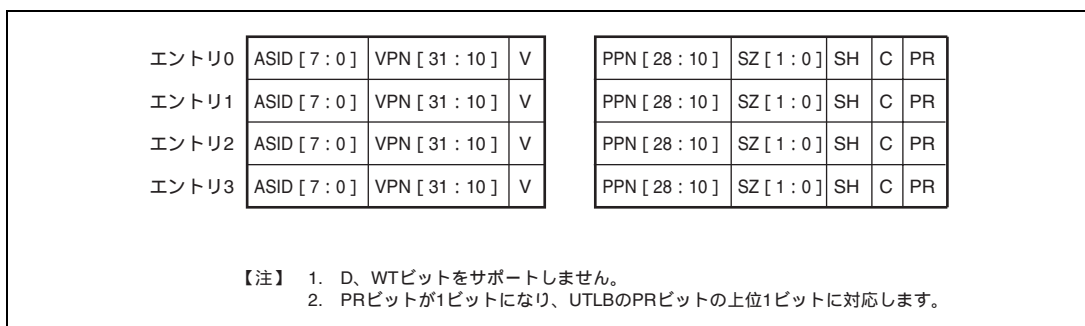 エントリ0 ASID [ 7 : 0 ] VPN [ 31 : 10 ] V PPN [ 28 : 10 ] SZ [ 1 : 0 ] SH C PR
エントリ1 ASID [ 7 : 0 ] VPN [ 31 : 10 ] V PPN [ 28 : 10 ] SZ [ 1 : 0 ] SH C PR
エントリ2 ASID [ 7 : 0 ] VPN [ 31 : 10 ] V PPN [ 28 : 10 ] SZ [ 1 : 0 ] SH C PR
エントリ3 ASID [ 7 : 0 ] VPN [ 31 : 10 ] V PPN [ 28 : 10 ] SZ [ 1 : 0 ] SH C PR
【注】 1. D、WTビットをサポートしません。
2. PRビットが1ビットになり、UTLBのPRビットの上位1ビットに対応します。